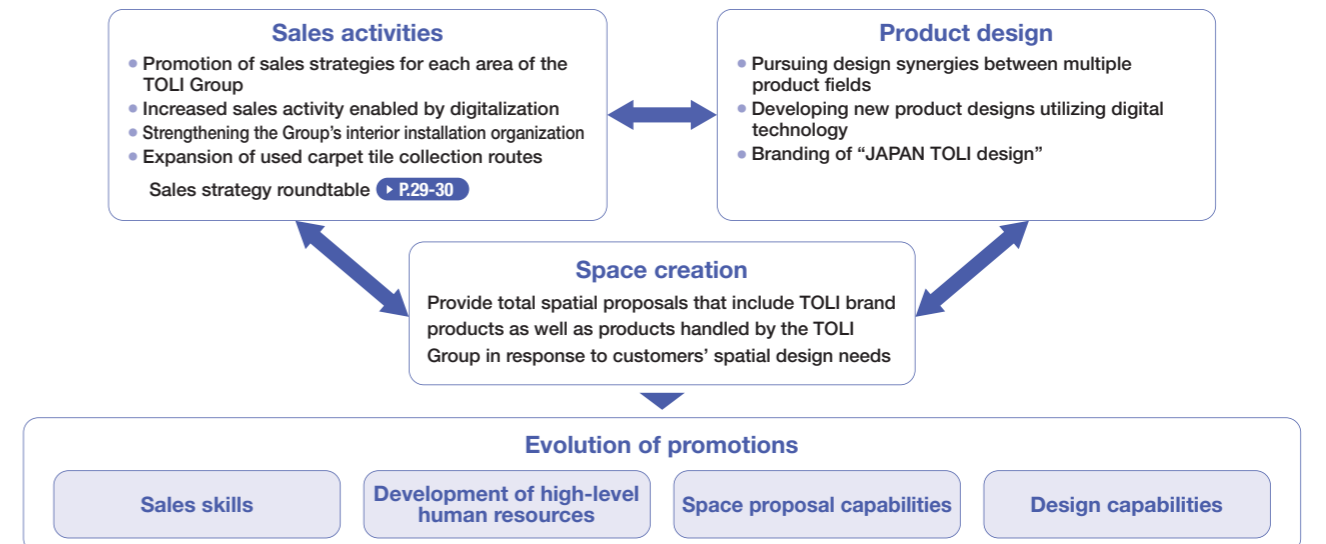 Sales activities
• Promotion of sales strategies for each area of the
TOLI Group
• Increased sales activity enabled by digitalization
• Strengthening the Group’s interior installation organization
• Expansion of used carpet tile collection routes
Sales strategy roundtable ▶ P.29-30
Product design
• Pursuing design synergies between multiple
product fields
• Developing new product designs utilizing digital
technology
• Branding of “JAPAN TOLI design”
Space creation
Provide total spatial proposals that include TOLI brand
products as well as products handled by the TOLI
Group in response to customers’ spatial design needs
Evolution of promotions
Sales skills
Development of high-level
human resources
Space proposal capabilities
Design capabilities